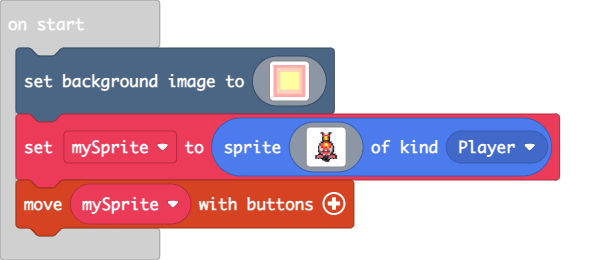 on start
set background image to
set mySprite to sprite of kind Player
move mySprite with buttons